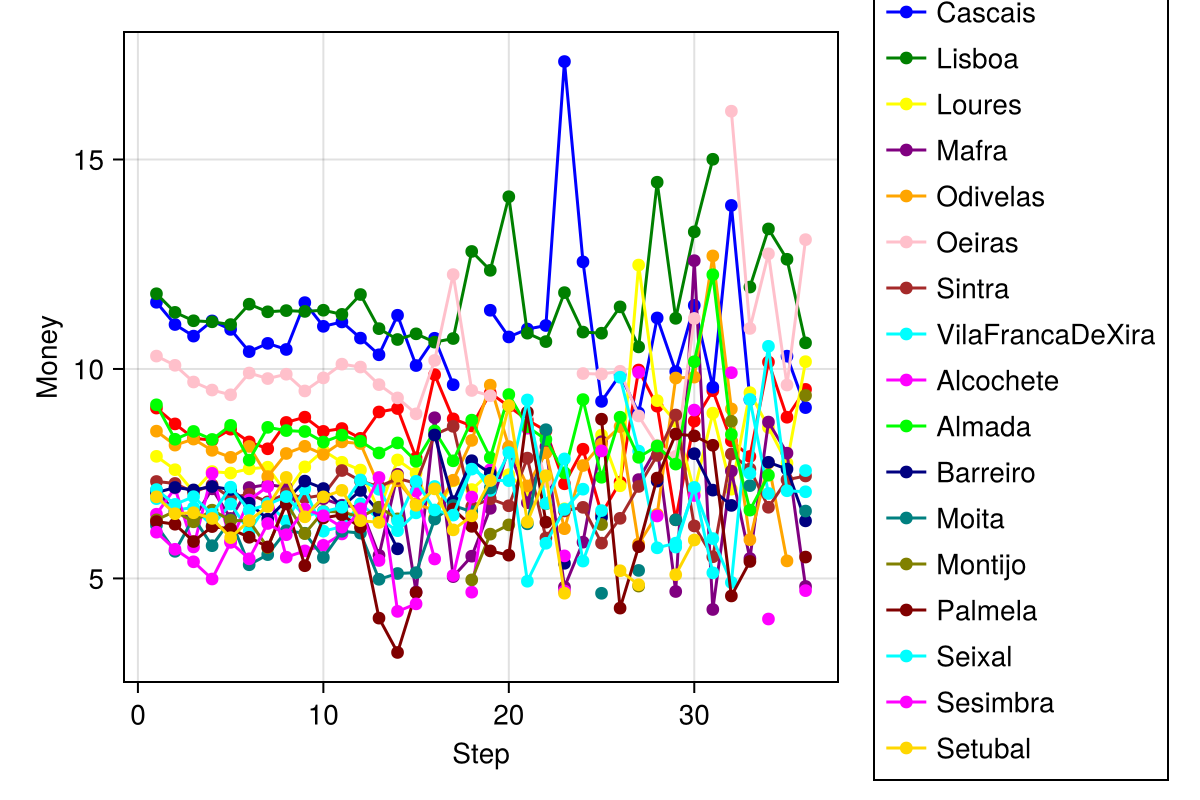 Money
15
10
5
0
10
20
30
Step
Cascais
Lisboa
Loures
Mafra
Odivelas
Oeiras
Sintra
VilaFrancaDeXira
Alcochete
Almada
Barreiro
Moita
Montijo
Palmela
Seixal
Sesimbra
Setubal